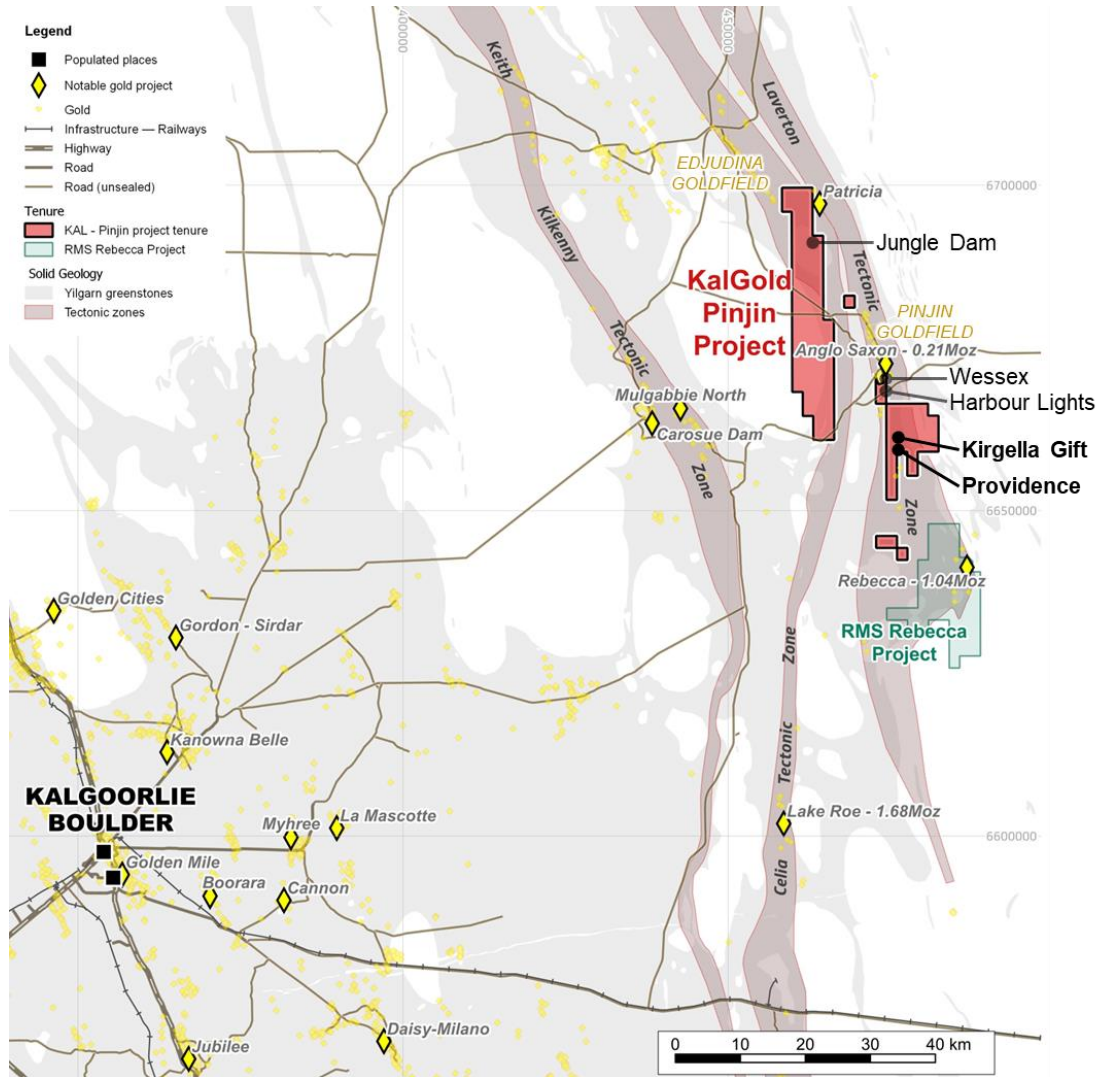 Legend
Populated places
Notable gold project
Gold
Infrastructure — Railways
Highway
Road
Road (unsealed)
Tenure
KAL - Pinjin project tenure
RMS Rebecca Project
Solid Geology
Yilgarn greenstones
Tectonic zones
400000
450000
Keith
Kilkenny
Tectonic
Zone
Laverton
Tectonic
Zone
EDJUDINA
GOLDFIELD
Patricia
6700000
Jungle Dam
KalGold
Pinjin
Project
PINJIN
GOLDFIELD
Anglo Saxon - 0.21Moz
Wessex
Harbour Lights
Mulgabbie North
Carosue Dam
Kirgella Gift
Providence
6650000
Rebecca - 1.04Moz
RMS Rebecca
Project
Golden Cities
Gordon - Sirdar
Kanowna Belle
Zone
Tectonic
Celia
Lake Roe - 1.68Moz
KALGOORLIE
BOULDER
La Mascotte
Myhree
6600000
Golden Mile
Boorara
Cannon
Daisy-Milano
Jubilee
0 10 20 30 40 km